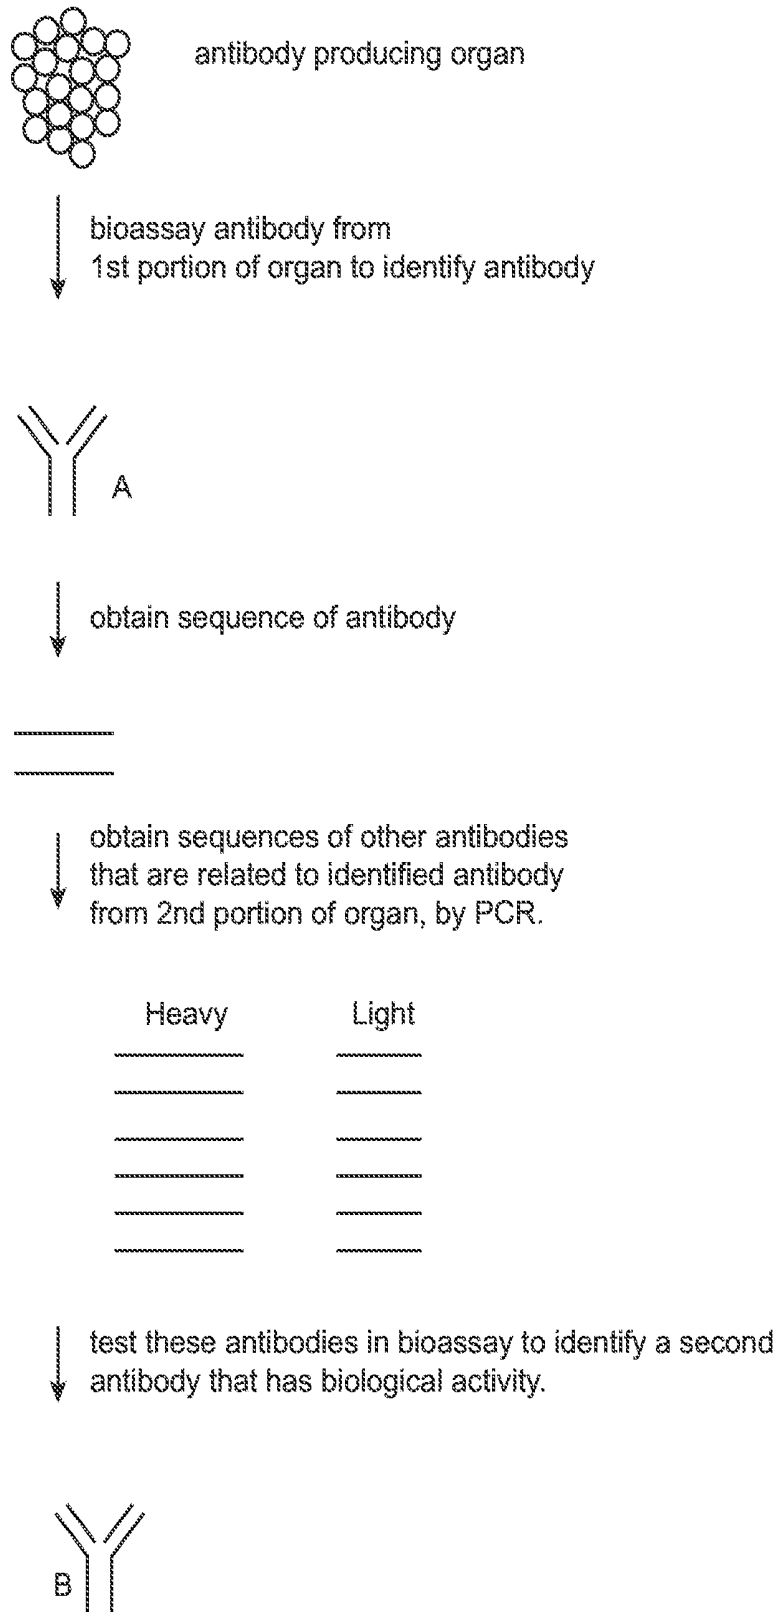 antibody producing organ
bioassay antibody from
1st portion of organ to identify antibody
A
obtain sequence of antibody
obtain sequences of other antibodies
that are related to identified antibody
from 2nd portion of organ, by PCR.
Heavy Light
test these antibodies in bioassay to identify a second
antibody that has biological activity.
B